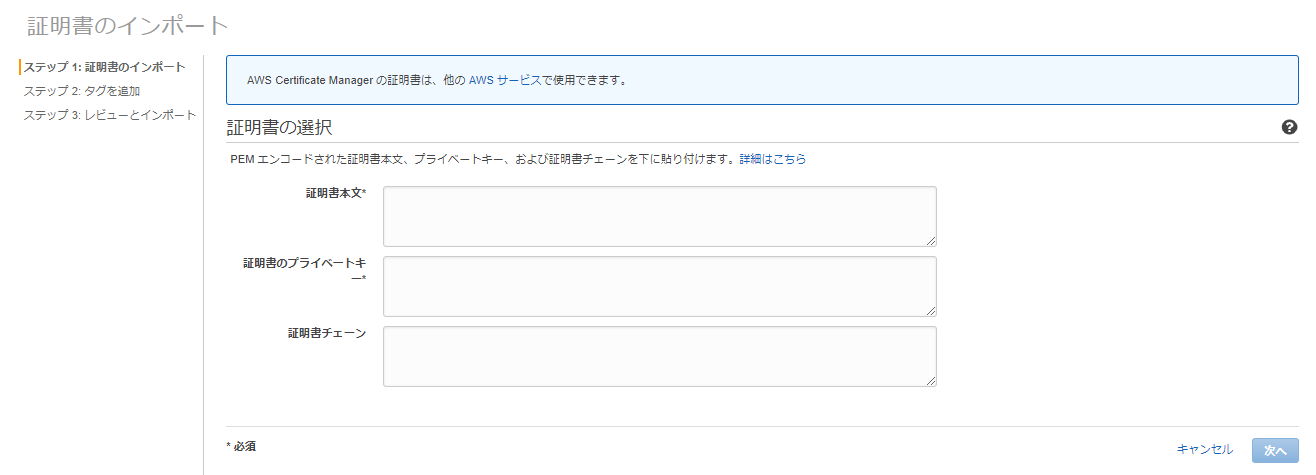 証明書のインポート
ステップ 1: 証明書のインポート
ステップ 2: タグを追加
ステップ 3: レビューとインポート
AWS Certificate Manager の証明書は、他の AWS サービスで使用できます。
証明書の選択
PEM エンコードされた証明書本文、プライベートキー、および証明書チェーンを下に貼り付けます。詳細はこちら
証明書本文*
証明書のプライベートキ
ー*
証明書チェーン
* 必須
キャンセル
次へ